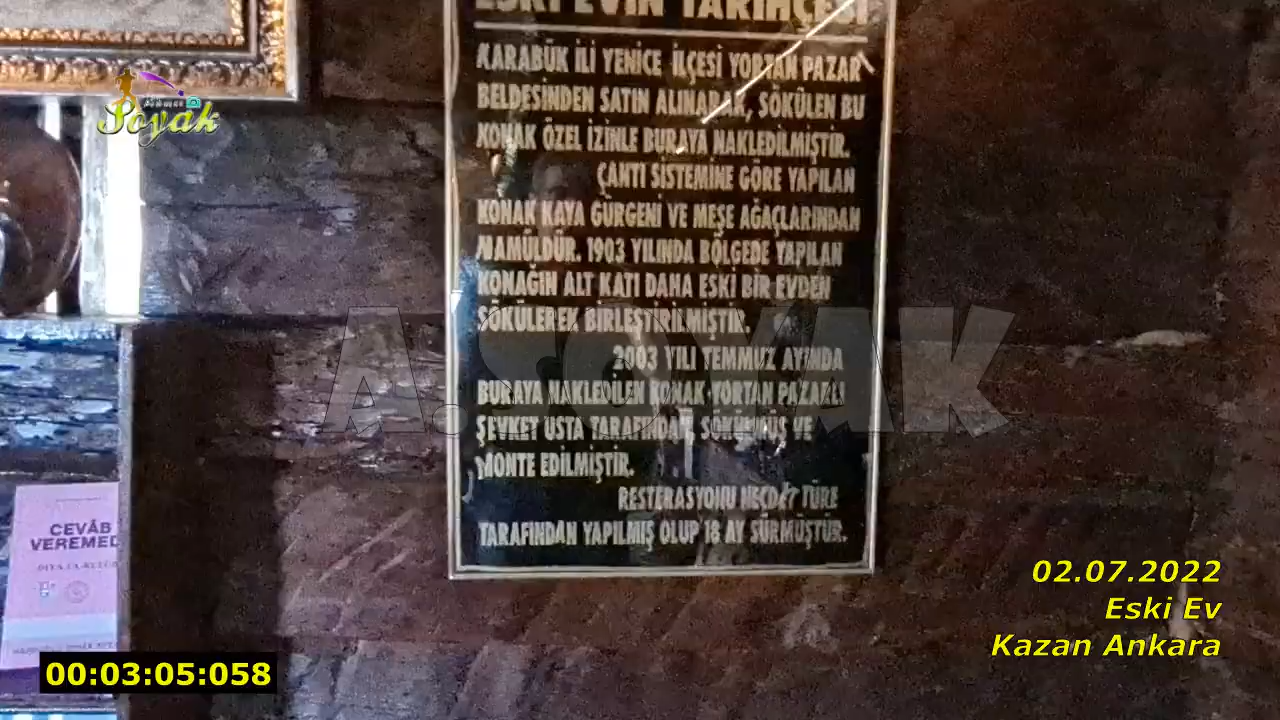 ESKİ EVİN TARİHÇESİ
KARABÜK İLİ YENİCE İLÇESİ YORTAN PAZAR
BELDESİNDEN SATIN ALINARAK, SÖKÜLEN BU
KONAK ÖZEL İZİNLE BURAYA NAKLEDİLMİŞTİR.
ÇANTI SİSTEMİNE GÖRE YAPILAN
KONAK KAYA GÜRGENİ VE MEŞE AĞAÇLARINDAN
MAMÜLDÜR. 1903 YILINDA BÖLGEDE YAPILAN
KONAĞIN ALT KATI DAHA ESKİ BİR EVDEN
SÖKÜLEREK BİRLEŞTİRİLMİŞTİR.
2003 YILI TEMMUZ AYINDA
BURAYA NAKLEDİLEN KONAK YORTAN PAZARLI
ŞEVKET USTA TARAFINDAN SÖKÜLMÜŞ VE
MONTE EDİLMİŞTİR.
RESTERASYONU NECDET TÜRE
TARAFINDAN YAPILMIŞ OLUP 18 AY SÜRMÜŞTÜR.
Soyak
A.SOYAK
CEVÂB
VEREMED
02.07.2022
Eski Ev
Kazan Ankara
00:03:05:058